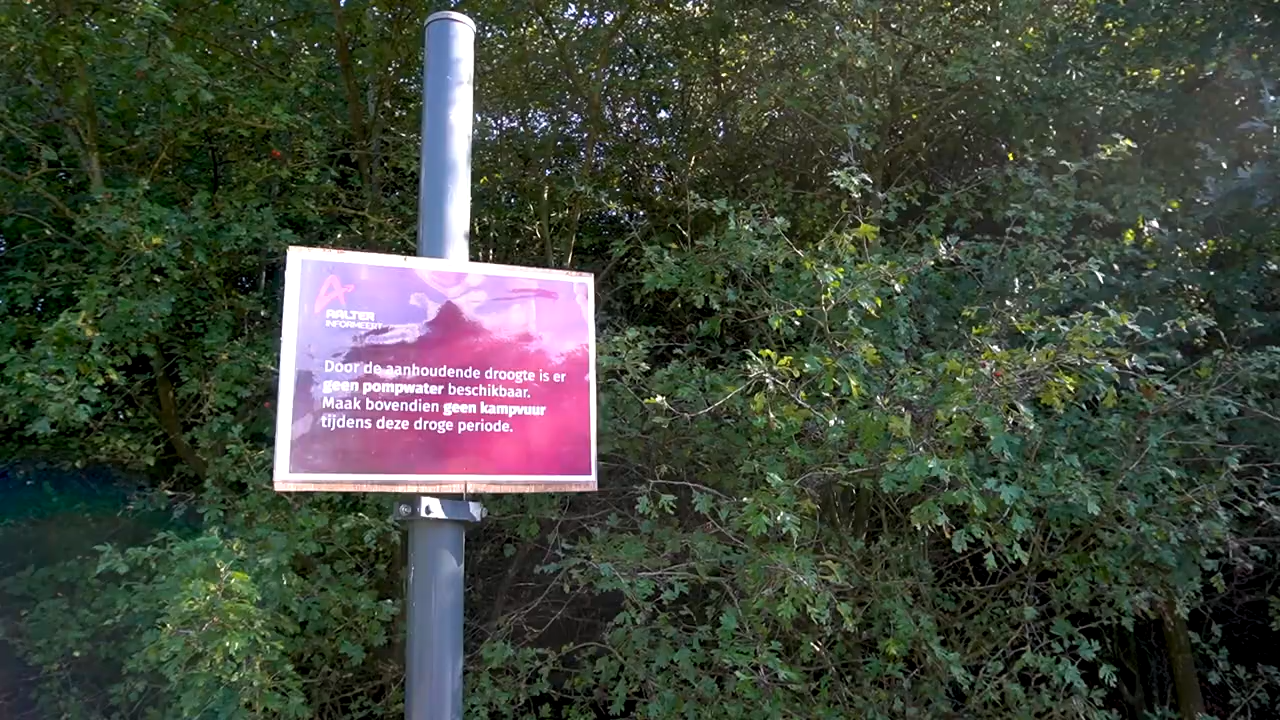 AALTER
INFORMEERT
Door de aanhoudende droogte is er
geen pompwater beschikbaar.
Maak bovendien geen kampvuur
tijdens deze droge periode.